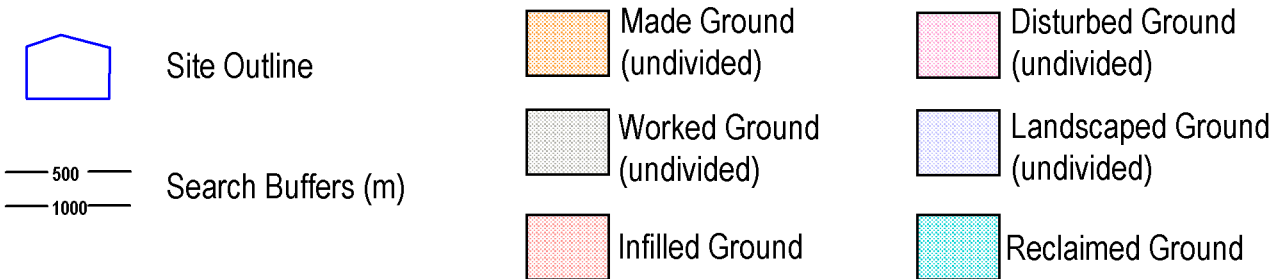 Site Outline
500
1000
Search Buffers (m)
Made Ground
(undivided)
Worked Ground
(undivided)
Infilled Ground
Disturbed Ground
(undivided)
Landscaped Ground
(undivided)
Reclaimed Ground